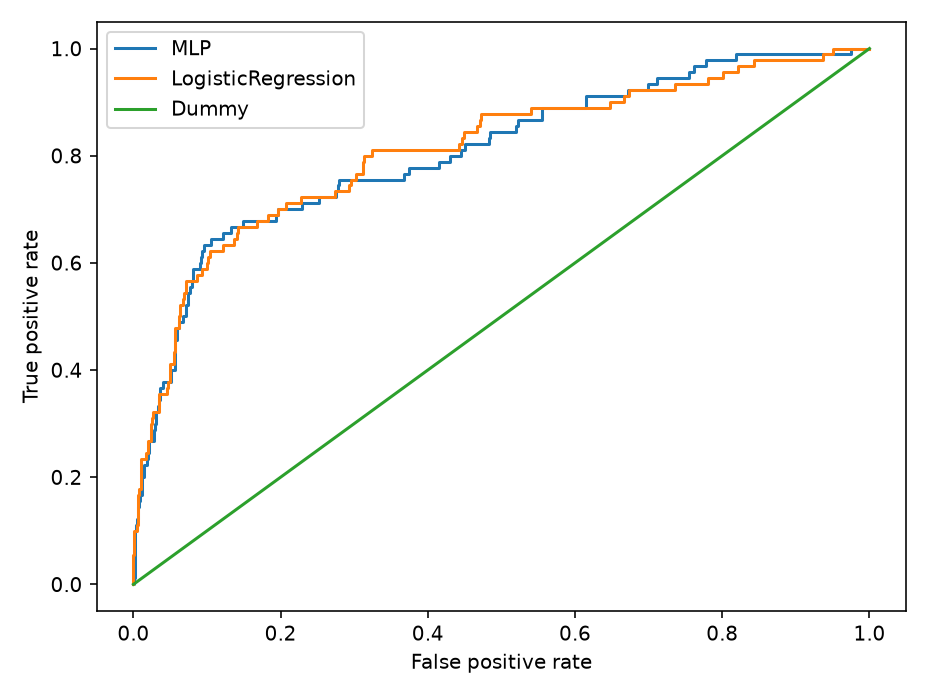 MLP
LogisticRegression
Dummy
True positive rate
1.0
0.8
0.6
0.4
0.2
0.0
0.0 0.2 0.4 0.6 0.8 1.0
False positive rate